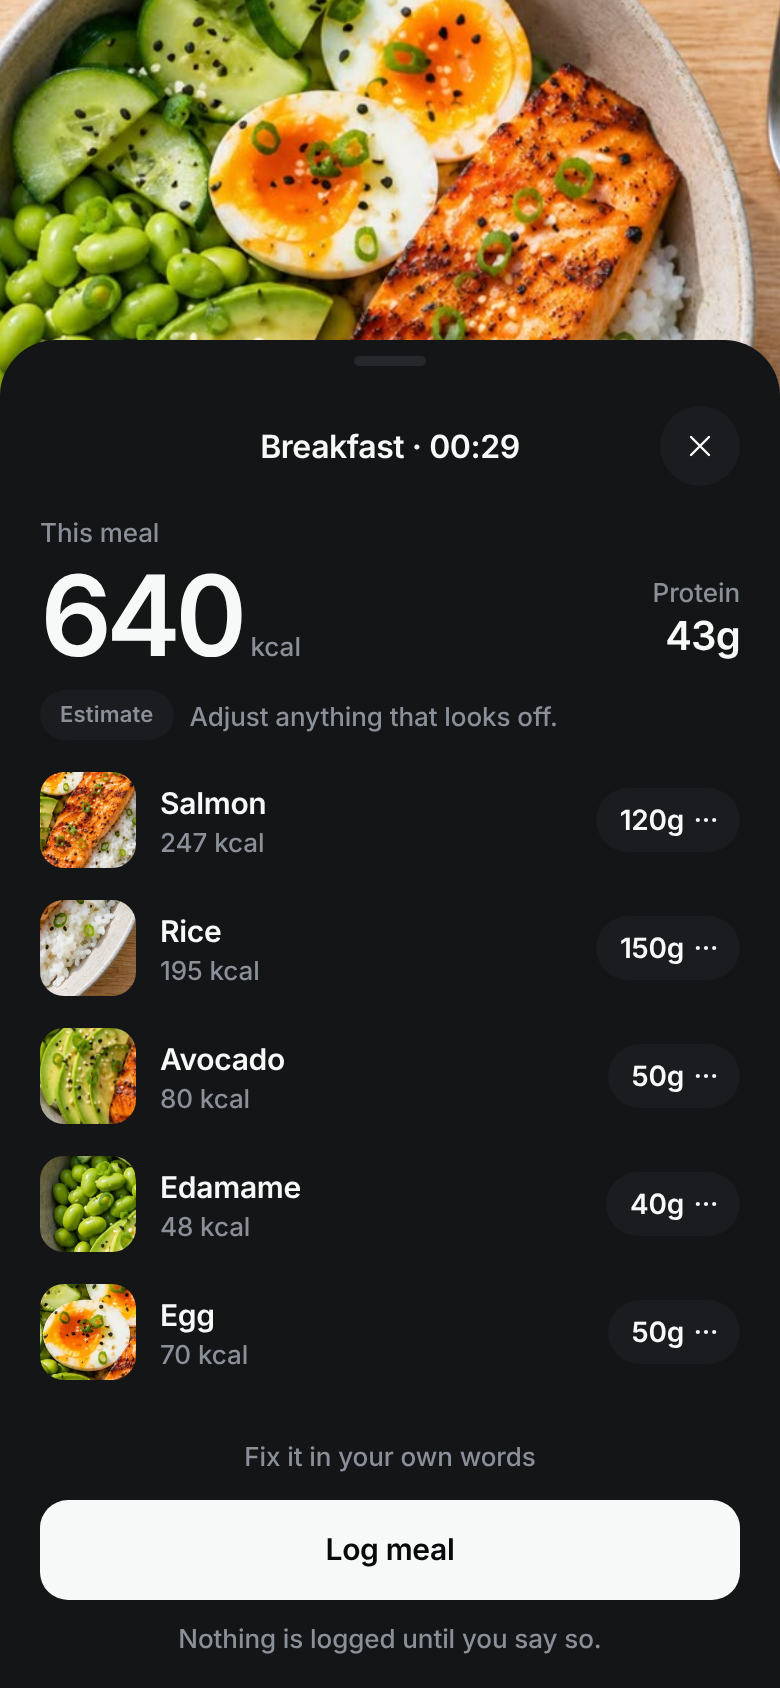 Breakfast · 00:29
This meal
640 kcal
Protein
43g
Estimate
Adjust anything that looks off.
Salmon
247 kcal
120g ···
Rice
195 kcal
150g ···
Avocado
80 kcal
50g ···
Edamame
48 kcal
40g ···
Egg
70 kcal
50g ···
Fix it in your own words
Log meal
Nothing is logged until you say so.